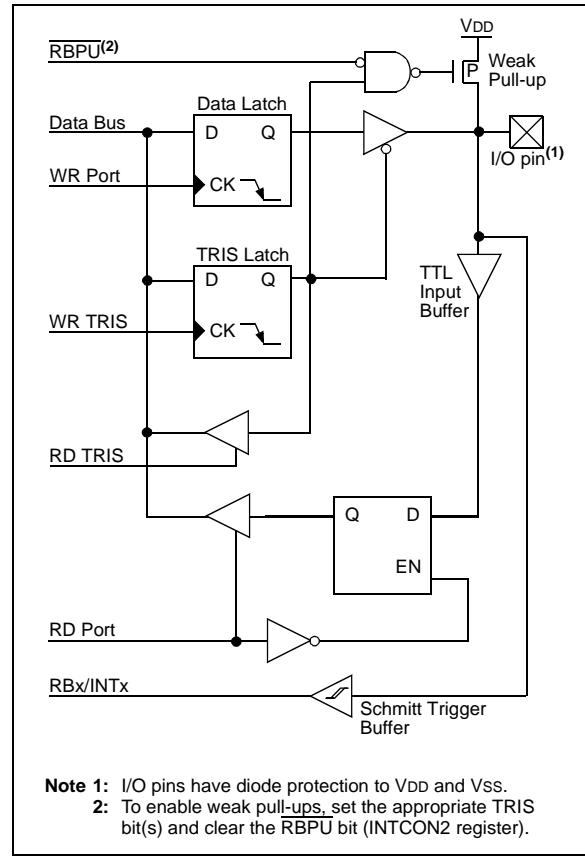 VDD
RBPU(2)
P
Weak
Pull-up
Data Latch
Data Bus
D Q
I/O pin(1)
WR Port
CK
TRIS Latch
D Q
TTL
Input
Buffer
WR TRIS
CK
RD TRIS
Q D
EN
RD Port
RBx/INTx
Schmitt Trigger
Buffer
Note 1: I/O pins have diode protection to VDD and VSS.
2: To enable weak pull-ups, set the appropriate TRIS
bit(s) and clear the RBPU bit (INTCON2 register).